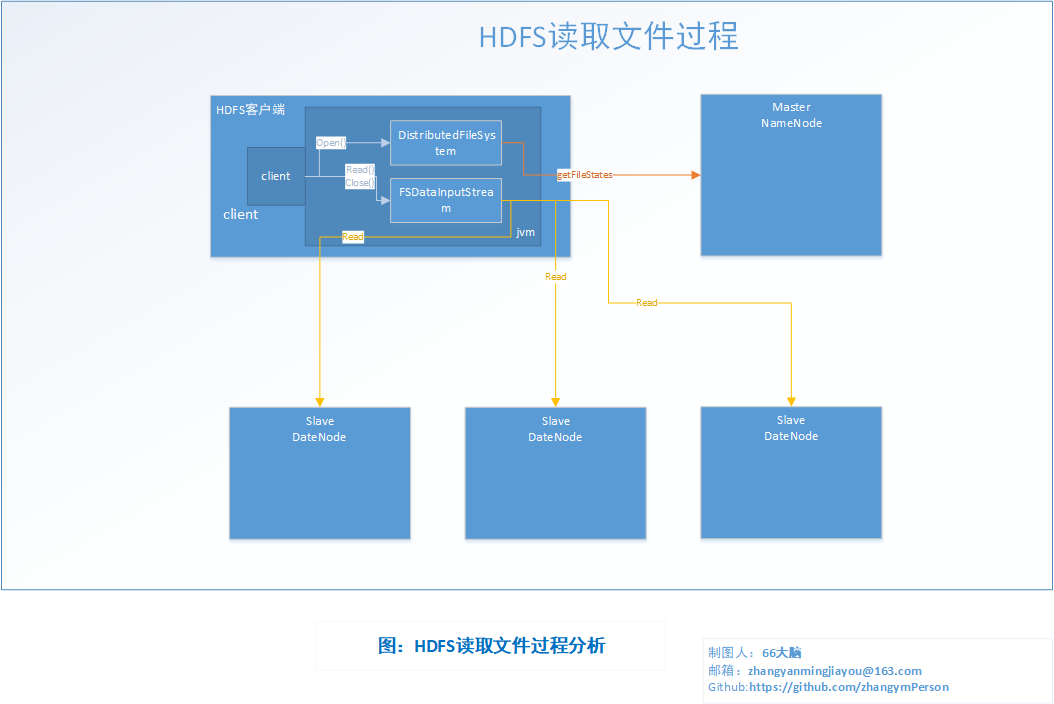 HDFS读取文件过程
HDFS客户端
Master
NameNode
DistributedFileSys
tem
Open()
Read()
Close()
getFileStates
client
FSDataInputStrea
m
client
jvm
Read
Read
Read
Slave
DateNode
Slave
DateNode
Slave
DateNode
图：HDFS读取文件过程分析
制图人：66大脑
邮箱：zhangyanmingjiayou@163.com
Github:https://github.com/zhangymPerson